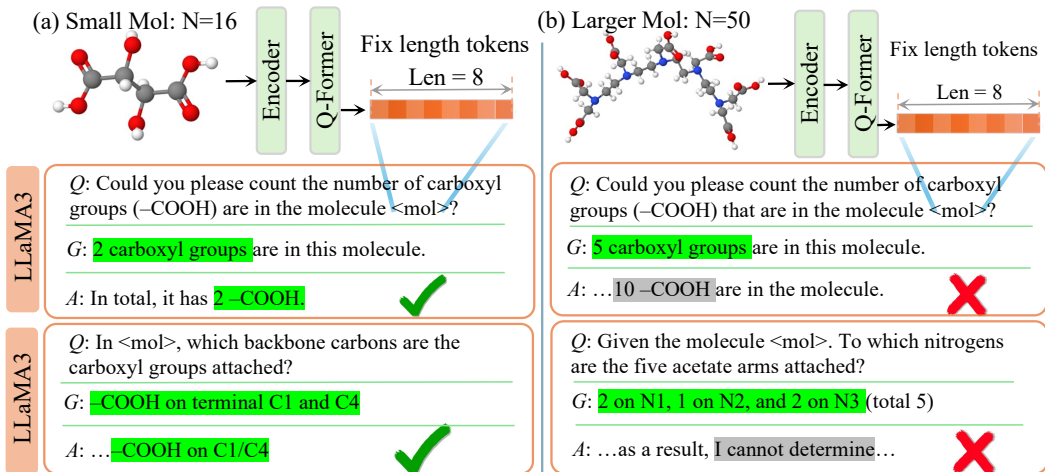 (a) Small Mol: N=16
Encoder
Q-Former
Fix length tokens
Len = 8
LLaMA3
Q: Could you please count the number of carboxyl
groups (–COOH) are in the molecule <mol>?
G: 2 carboxyl groups are in this molecule.
A: In total, it has 2 –COOH.
LLaMA3
Q: In <mol>, which backbone carbons are the
carboxyl groups attached?
G: –COOH on terminal C1 and C4
A: …–COOH on C1/C4
(b) Larger Mol: N=50
Encoder
Q-Former
Fix length tokens
Len = 8
Q: Could you please count the number of carboxyl
groups (–COOH) that are in the molecule <mol>?
G: 5 carboxyl groups are in this molecule.
A: …10 –COOH are in the molecule.
Q: Given the molecule <mol>. To which nitrogens
are the five acetate arms attached?
G: 2 on N1, 1 on N2, and 2 on N3 (total 5)
A: …as a result, I cannot determine…